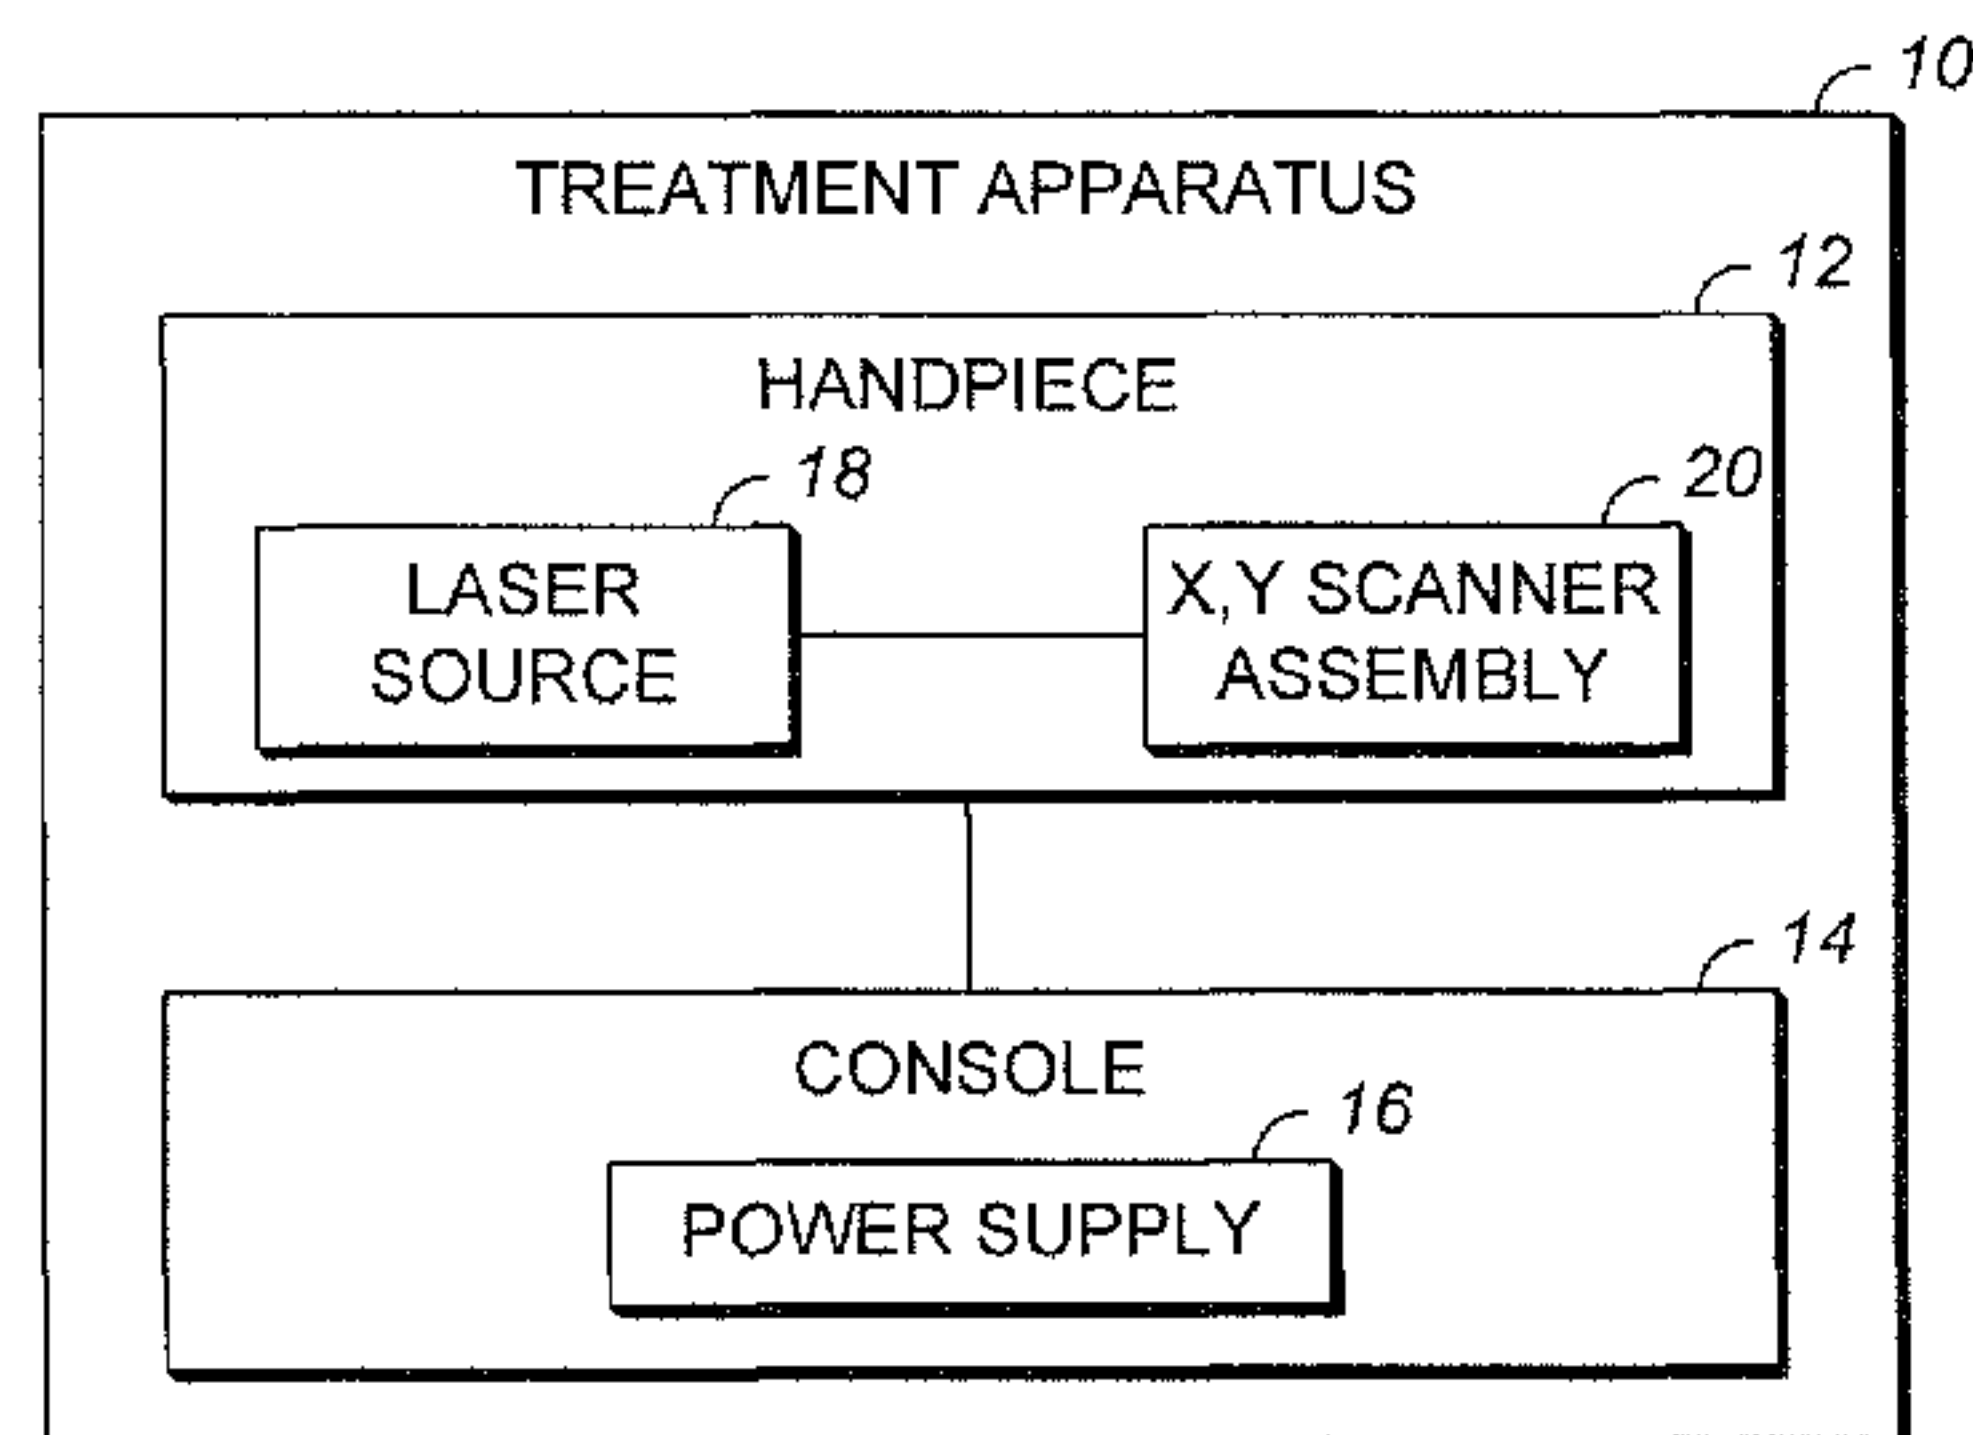 10
TREATMENT APPARATUS
12
HANDPIECE
18
20
LASER
SOURCE
X,Y SCANNER
ASSEMBLY
14
CONSOLE
16
POWER SUPPLY